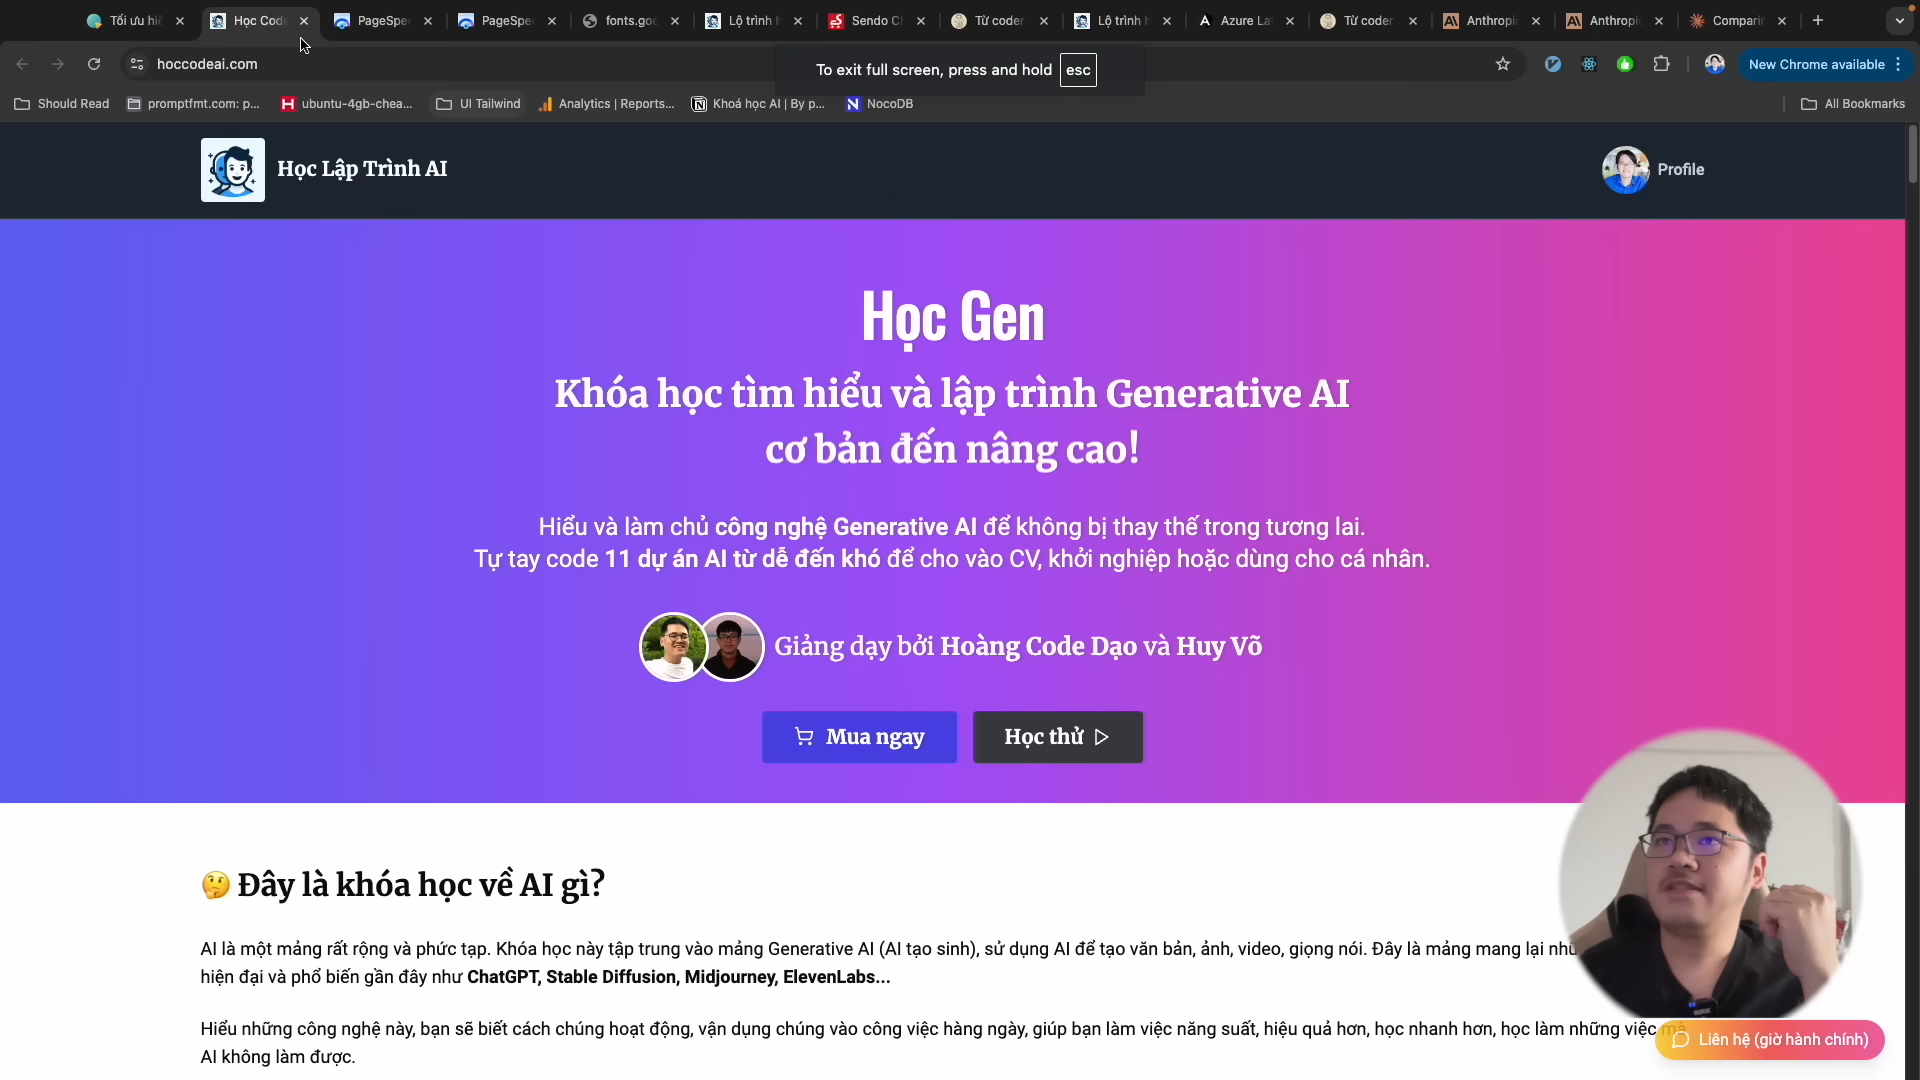 Tối ưu hiệ
Học Code
PageSpee
PageSpee
fonts.goo
Lộ trình h
Sendo C
Từ coder
Lộ trình h
Azure La
Từ coder
Anthropic
Anthropic
Comparin
hoccodeai.com
To exit full screen, press and hold esc
New Chrome available
Should Read
promptfmt.com: p...
ubuntu-4gb-chea...
UI Tailwind
Analytics | Reports...
Khoá học AI | By p...
NocoDB
All Bookmarks
Học Lập Trình AI
Profile
Học Gen
Khóa học tìm hiểu và lập trình Generative AI
cơ bản đến nâng cao!
Hiểu và làm chủ công nghệ Generative AI để không bị thay thế trong tương lai.
Tự tay code 11 dự án AI từ dễ đến khó để cho vào CV, khởi nghiệp hoặc dùng cho cá nhân.
Giảng dạy bởi Hoàng Code Dạo và Huy Võ
Mua ngay
Học thử
Đây là khóa học về AI gì?
AI là một mảng rất rộng và phức tạp. Khóa học này tập trung vào mảng Generative AI (AI tạo sinh), sử dụng AI để tạo văn bản, ảnh, video, giọng nói. Đây là mảng mang lại
hiện đại và phổ biến gần đây như ChatGPT, Stable Diffusion, Midjourney, ElevenLabs...
Hiểu những công nghệ này, bạn sẽ biết cách chúng hoạt động, vận dụng chúng vào công việc hàng ngày, giúp bạn làm việc năng suất, hiệu quả hơn, học nhanh hơn, học làm những việc mà
AI không làm được.
Liên hệ (giờ hành chính)